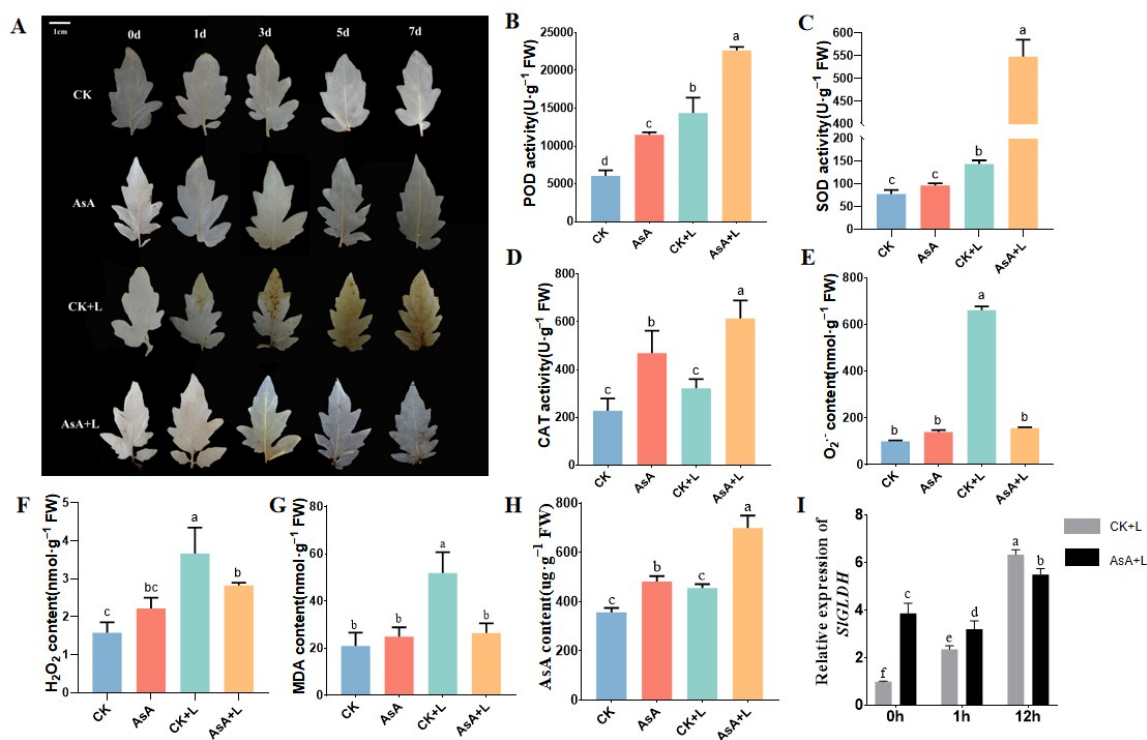 A
1cm
0d 1d 3d 5d 7d
CK
AsA
CK+L
AsA+L
B
POD activity(U·g⁻¹ FW)
25000
20000
15000
10000
5000
0
d c b a
CK AsA CK+L AsA+L
C
SOD activity(U·g⁻¹ FW)
600
550
500
450
400
200
150
100
50
0
c c b a
CK AsA CK+L AsA+L
D
CAT activity(U·g⁻¹ FW)
800
600
400
200
0
c b c a
CK AsA CK+L AsA+L
E
O₂·⁻ content(nmol·g⁻¹ FW)
800
600
400
200
100
0
b b a b
CK AsA CK+L AsA+L
F
H₂O₂ content(nmol·g⁻¹ FW)
5
4
3
2
1
0
c bc a b
CK AsA CK+L AsA+L
G
MDA content(nmol·g⁻¹ FW)
80
60
40
20
0
b b a b
CK AsA CK+L AsA+L
H
AsA content(ug·g⁻¹ FW)
800
600
400
200
0
c b c a
CK AsA CK+L AsA+L
I
Relative expression of
SlGLDH
8
6
4
2
0
f c e d a b
0h 1h 12h
CK+L
AsA+L